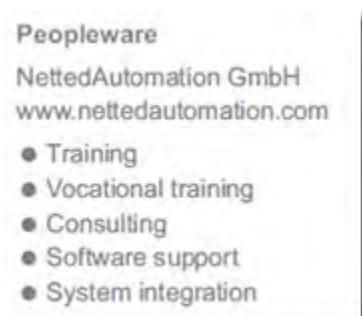 Peopleware
NettedAutomation GmbH
www.nettedautomation.com
● Training
● Vocational training
● Consulting
● Software support
● System integration